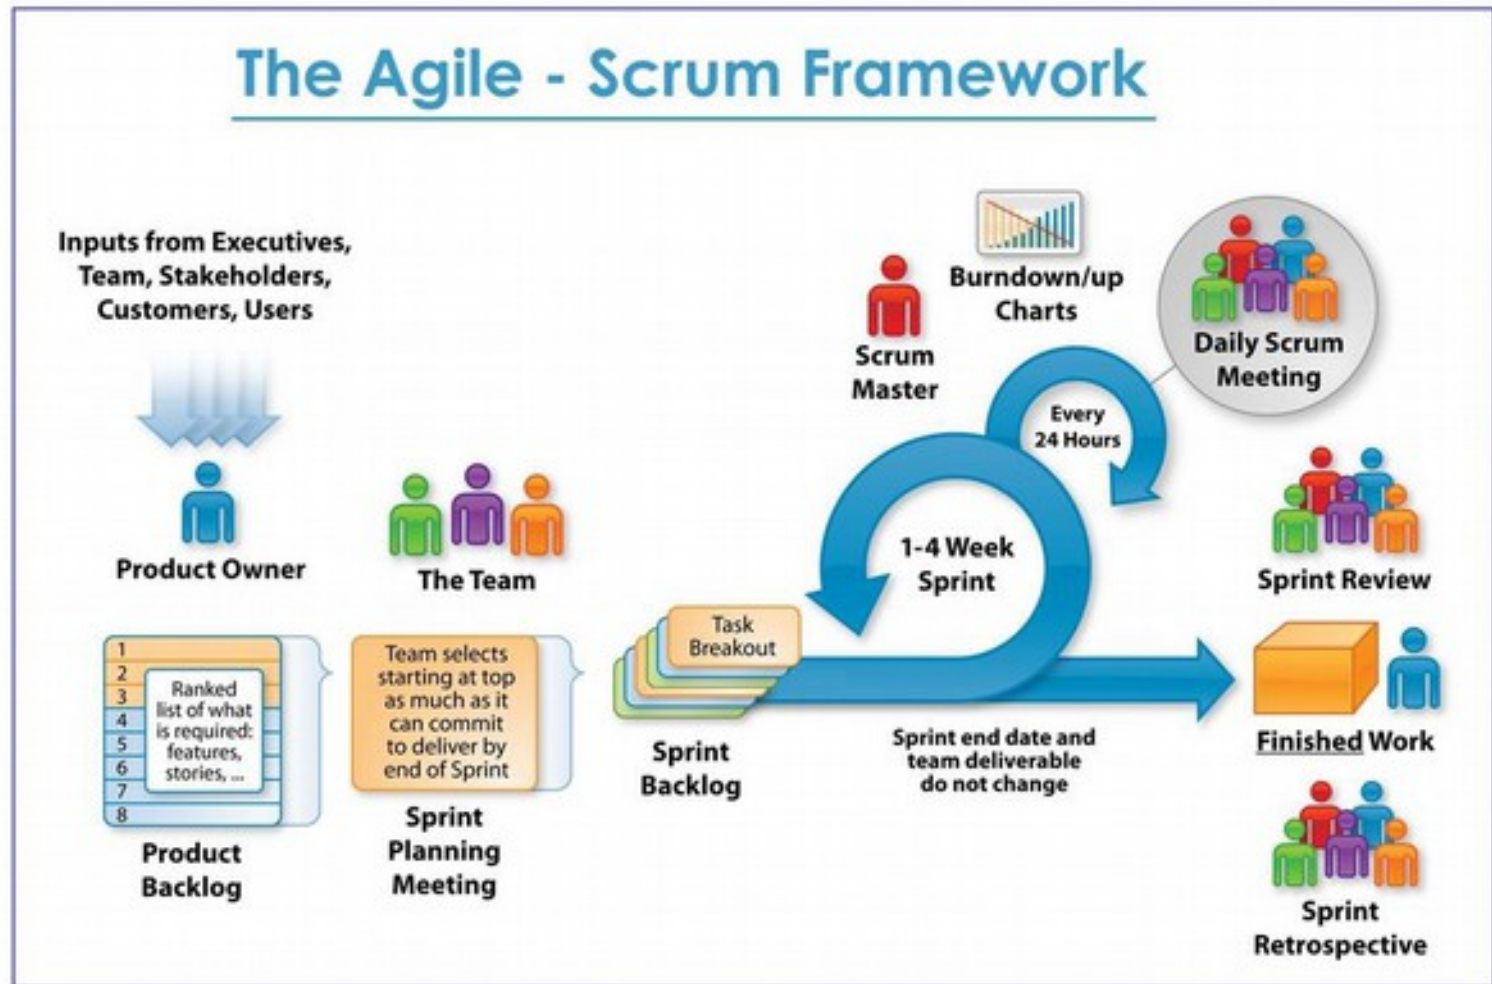 The Agile - Scrum Framework
Inputs from Executives,
Team, Stakeholders,
Customers, Users
Product Owner
The Team
1
2
3
4
5
6
7
8
Ranked
list of what
is required:
features,
stories, ...
Product
Backlog
Team selects
starting at top
as much as it
can commit
to deliver by
end of Sprint
Sprint
Planning
Meeting
Task
Breakout
Sprint
Backlog
Scrum
Master
Burndown/up
Charts
Every
24 Hours
Daily Scrum
Meeting
1-4 Week
Sprint
Sprint end date and
team deliverable
do not change
Sprint Review
Finished Work
Sprint
Retrospective